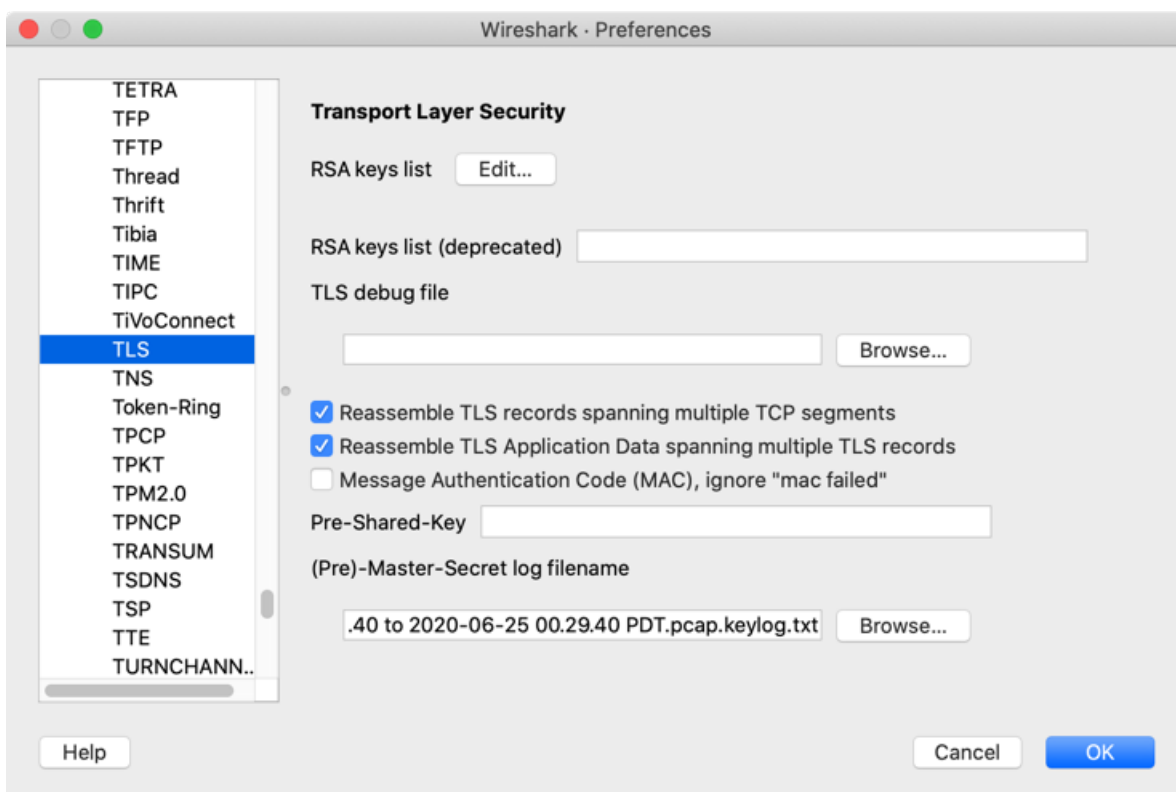 Wireshark · Preferences
TETRA
TFP
TFTP
Thread
Thrift
Tibia
TIME
TIPC
TiVoConnect
TLS
TNS
Token-Ring
TPCP
TPKT
TPM2.0
TPNCP
TRANSUM
TSDNS
TSP
TTE
TURNCHANN..
Transport Layer Security
RSA keys list Edit...
RSA keys list (deprecated)
TLS debug file
Browse...
Reassemble TLS records spanning multiple TCP segments
Reassemble TLS Application Data spanning multiple TLS records
Message Authentication Code (MAC), ignore "mac failed"
Pre-Shared-Key
(Pre)-Master-Secret log filename
.40 to 2020-06-25 00.29.40 PDT.pcap.keylog.txt Browse...
Help Cancel OK